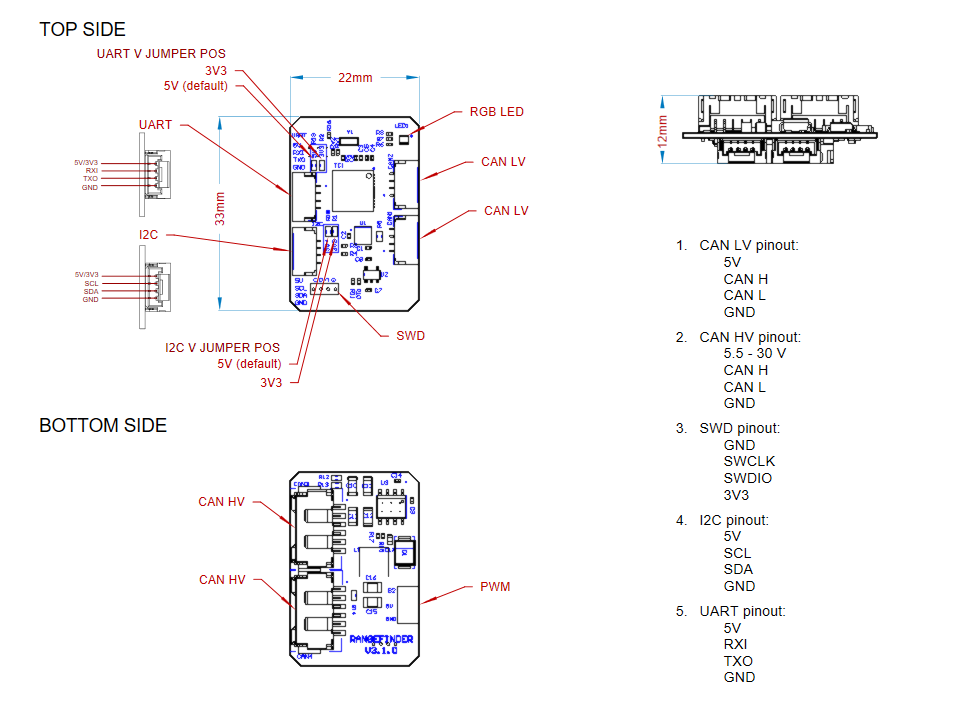 TOP SIDE
UART V JUMPER POS
3V3
5V (default)
22mm
RGB LED
UART
CAN LV
CAN LV
5V/3V3
RXI
TXO
GND
33mm
12mm
I2C
5V/3V3
SCL
SDA
GND
SWD
I2C V JUMPER POS
5V (default)
3V3
BOTTOM SIDE
CAN HV
CAN HV
PWM
RANGEFINDER
V3.1.0
1. CAN LV pinout:
5V
CAN H
CAN L
GND
2. CAN HV pinout:
5.5 - 30 V
CAN H
CAN L
GND
3. SWD pinout:
GND
SWCLK
SWDIO
3V3
4. I2C pinout:
5V
SCL
SDA
GND
5. UART pinout:
5V
RXI
TXO
GND